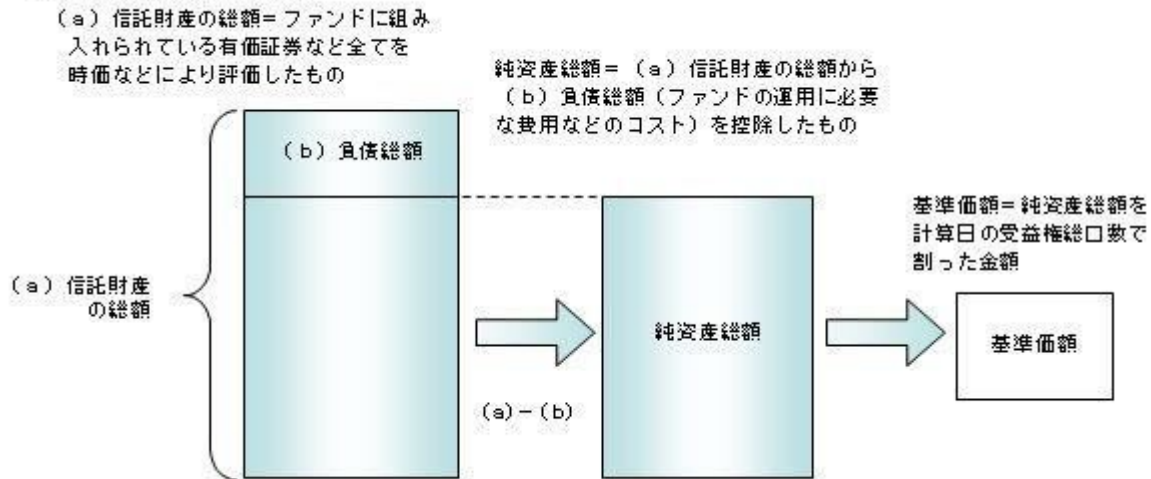 （a）信託財産の総額＝ファンドに組み
入れられている有価証券など全てを
時価などにより評価したもの
純資産総額＝（a）信託財産の総額から
（b）負債総額（ファンドの運用に必要
な費用などのコスト）を控除したもの
（b）負債総額
基準価額＝純資産総額を
計算日の受益権総口数で
割った金額
（a）信託財産
の総額
純資産総額
基準価額
（a）－（b）